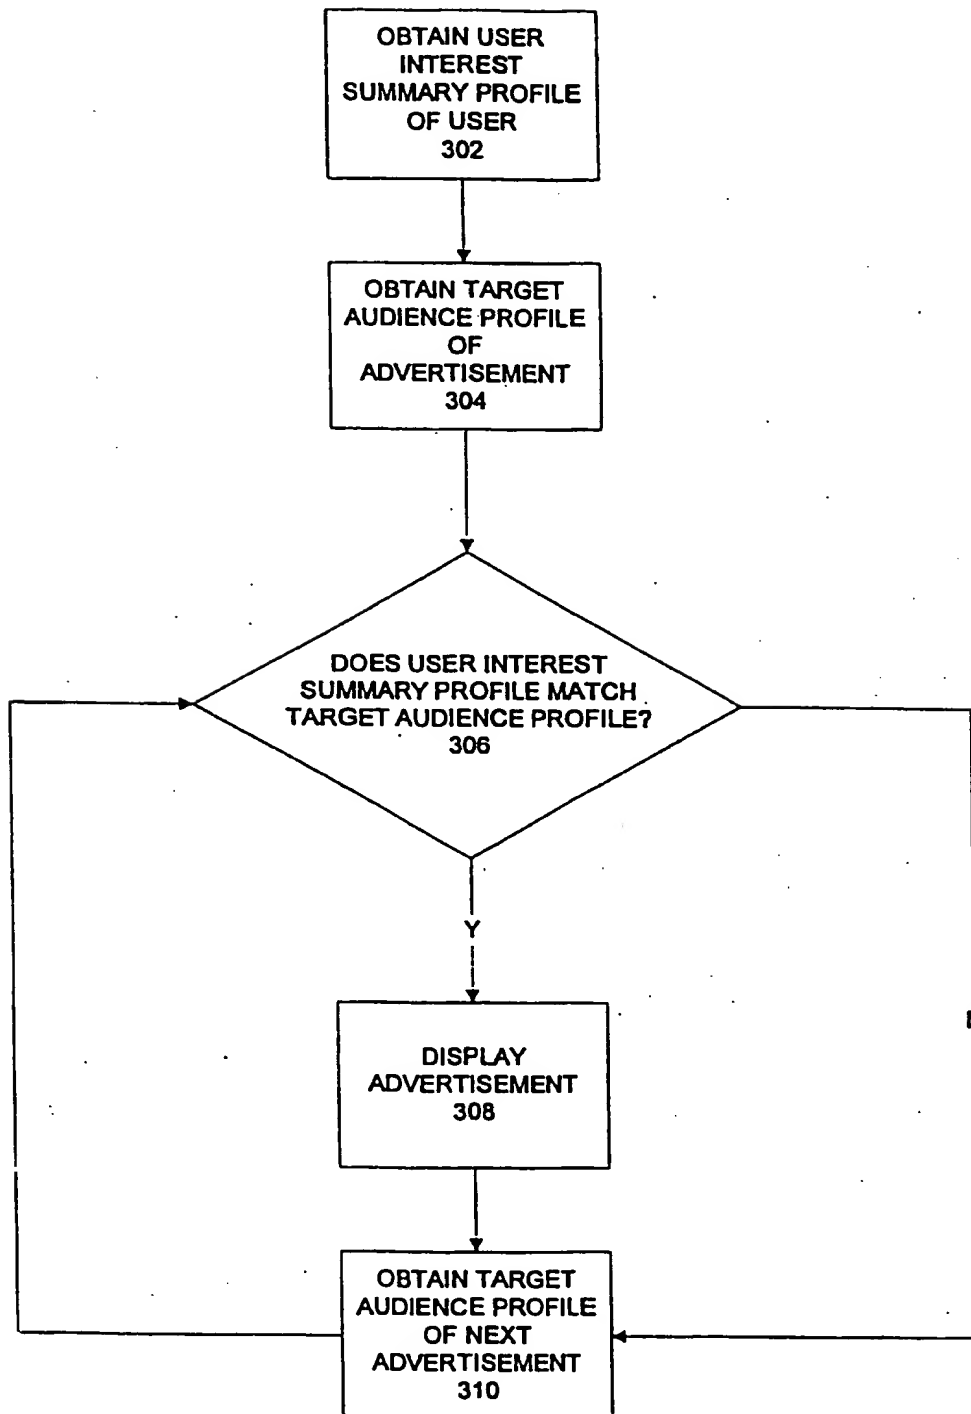 OBTAIN USER
INTEREST
SUMMARY PROFILE
OF USER
302
OBTAIN TARGET
AUDIENCE PROFILE
OF
ADVERTISEMENT
304
DOES USER INTEREST
SUMMARY PROFILE MATCH
TARGET AUDIENCE PROFILE?
306
Y
DISPLAY
ADVERTISEMENT
308
OBTAIN TARGET
AUDIENCE PROFILE
OF NEXT
ADVERTISEMENT
310